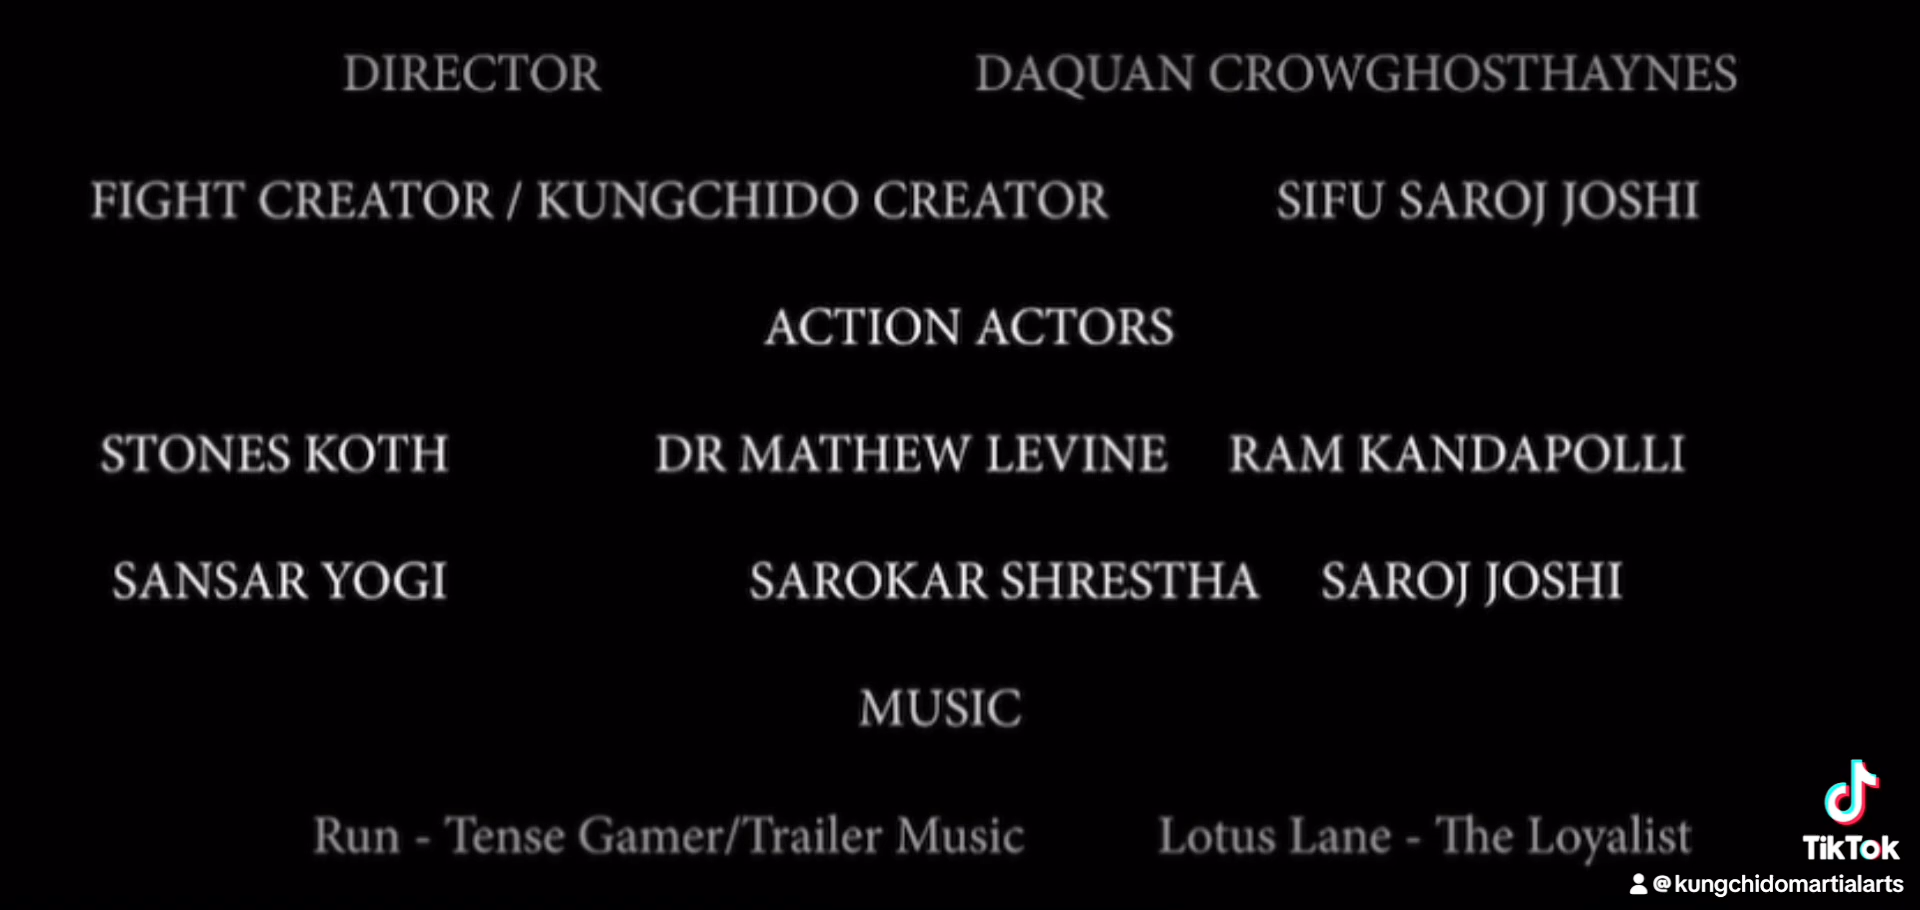 DIRECTOR DAQUAN CROWGHOSTHAYNES
FIGHT CREATOR / KUNGCHIDO CREATOR SIFU SAROJ JOSHI
ACTION ACTORS
STONES KOTH DR MATHEW LEVINE RAM KANDAPOLLI
SANSAR YOGI SAROKAR SHRESTHA SAROJ JOSHI
MUSIC
Run - Tense Gamer/Trailer Music Lotus Lane - The Loyalist
TikTok
@kungchidomartialarts